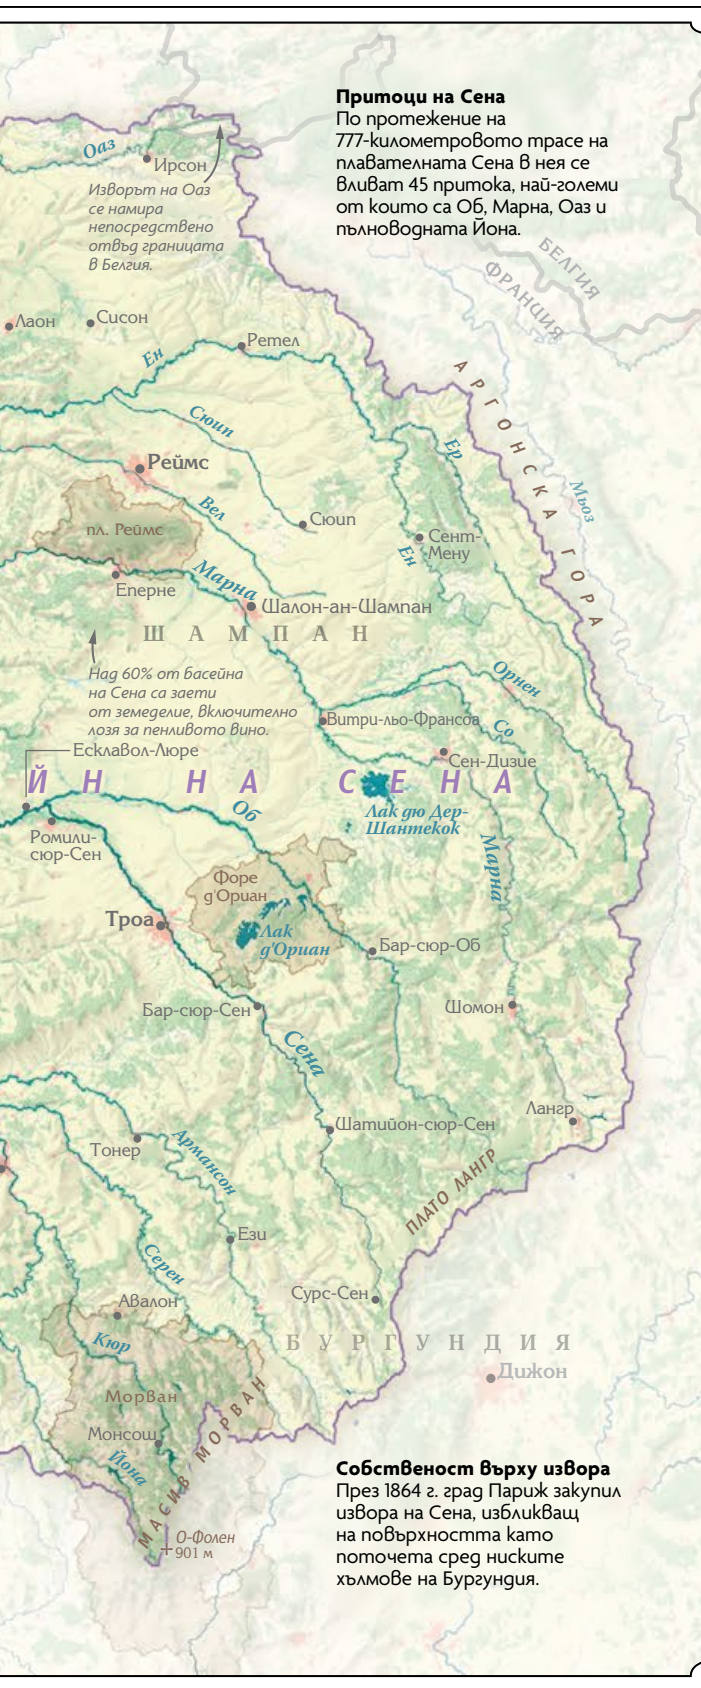 Притоци на Сена
По протежение на
777-километровото трасе на
плавателната Сена в нея се
вливат 45 притока, най-големи
от които са Об, Марна, Оаз и
пълноводната Йона.
Оаз
Ирсон
Изворът на Оаз
се намира
непосредствено
отвъд границата
в Белгия.
БЕЛГИЯ
ФРАНЦИЯ
Лаон
Сисон
Ретел
Ен
АРГОНСКА ГОРА
Сюип
Ер
Реймс
Мьоз
Вел
Сюип
пл. Реймс
Сент-
Мену
Ен
Марна
Еперне
Шалон-ан-Шампан
ШАМПАН
Над 60% от басейна
на Сена са заети
от земеделие, включително
лозя за пенливото вино.
Орнен
Витри-льо-Франсоа
Со
Есклавол-Люре
Сен-Дизие
ЙН НА СЕНА
Об
Лак дю Дер-
Шантекок
Ромили-
сюр-Сен
Марна
Форе
д'Ориан
Троа
Лак
д'Ориан
Бар-сюр-Об
Бар-сюр-Сен
Шомон
Сена
Лангр
Шатийон-сюр-Сен
Тонер
Армансон
ПЛАТО ЛАНГР
Ези
Серен
Сурс-Сен
Авалон
Кюр
БУРГУНДИЯ
Дижон
Морван
Монсош
Йона
МАСИВ МОРВАН
О-Фолен
901 м
Собственост върху извора
През 1864 г. град Париж закупил
извора на Сена, избликващ
на повърхността като
поточета сред ниските
хълмове на Бургундия.